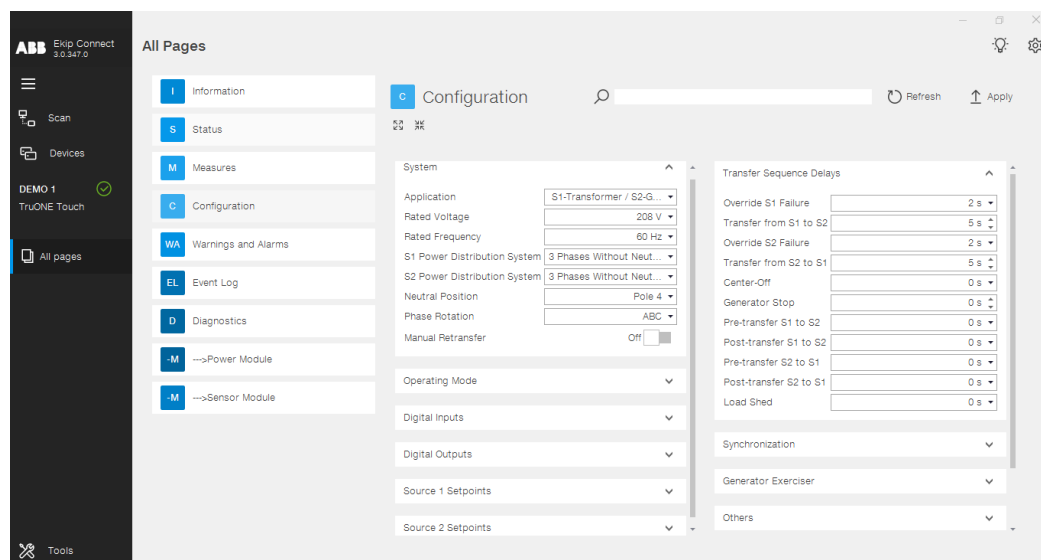 ABB Ekip Connect
3.0.347.0
Scan
Devices
DEMO 1
TruONE Touch
All pages
Tools
All Pages
I Information
S Status
M Measures
C Configuration
WA Warnings and Alarms
EL Event Log
D Diagnostics
-M --->Power Module
-M --->Sensor Module
C Configuration
Refresh
Apply
System
Application S1-Transformer / S2-G...
Rated Voltage 208 V
Rated Frequency 60 Hz
S1 Power Distribution System 3 Phases Without Neut...
S2 Power Distribution System 3 Phases Without Neut...
Neutral Position Pole 4
Phase Rotation ABC
Manual Retransfer Off
Operating Mode
Digital Inputs
Digital Outputs
Source 1 Setpoints
Source 2 Setpoints
Transfer Sequence Delays
Override S1 Failure 2 s
Transfer from S1 to S2 5 s
Override S2 Failure 2 s
Transfer from S2 to S1 5 s
Center-Off 0 s
Generator Stop 0 s
Pre-transfer S1 to S2 0 s
Post-transfer S1 to S2 0 s
Pre-transfer S2 to S1 0 s
Post-transfer S2 to S1 0 s
Load Shed 0 s
Synchronization
Generator Exerciser
Others